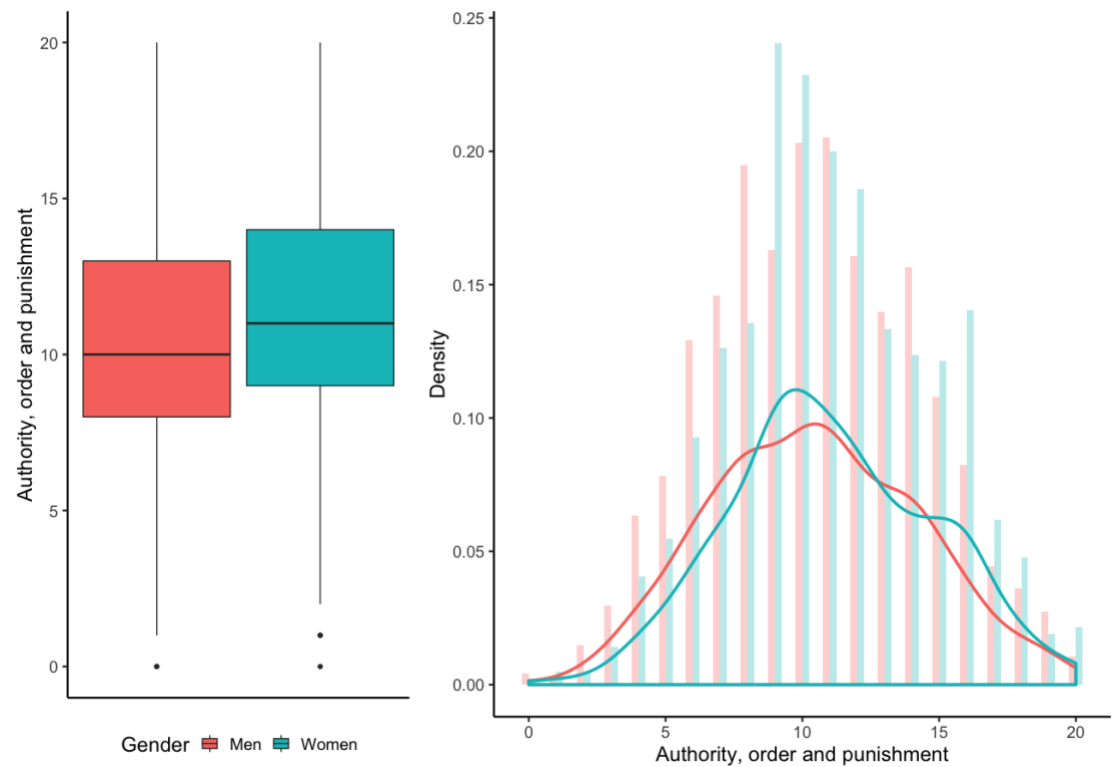 Authority, order and punishment
20
15
10
5
0
Gender Men Women
Density
0.25
0.20
0.15
0.10
0.05
0.00
0 5 10 15 20
Authority, order and punishment